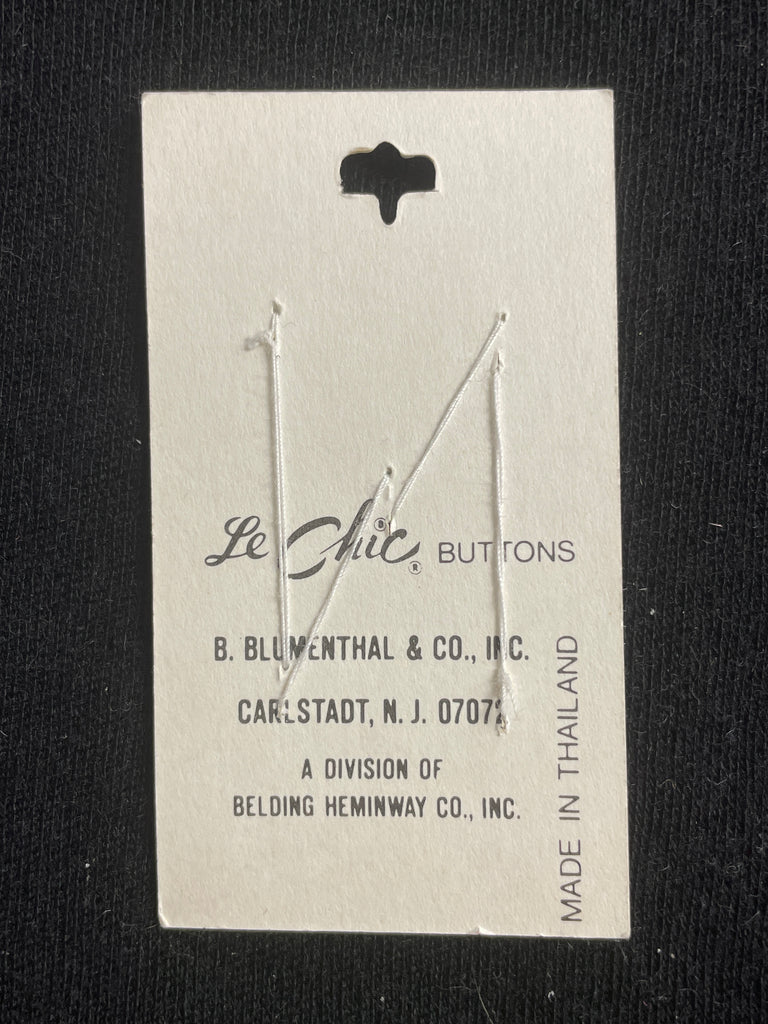 Le Chic® ® BUTTONS
B. BLUMENTHAL & CO., INC.
CARLSTADT, N. J. 07072
A DIVISION OF
BELDING HEMINWAY CO., INC.
MADE IN THAILAND